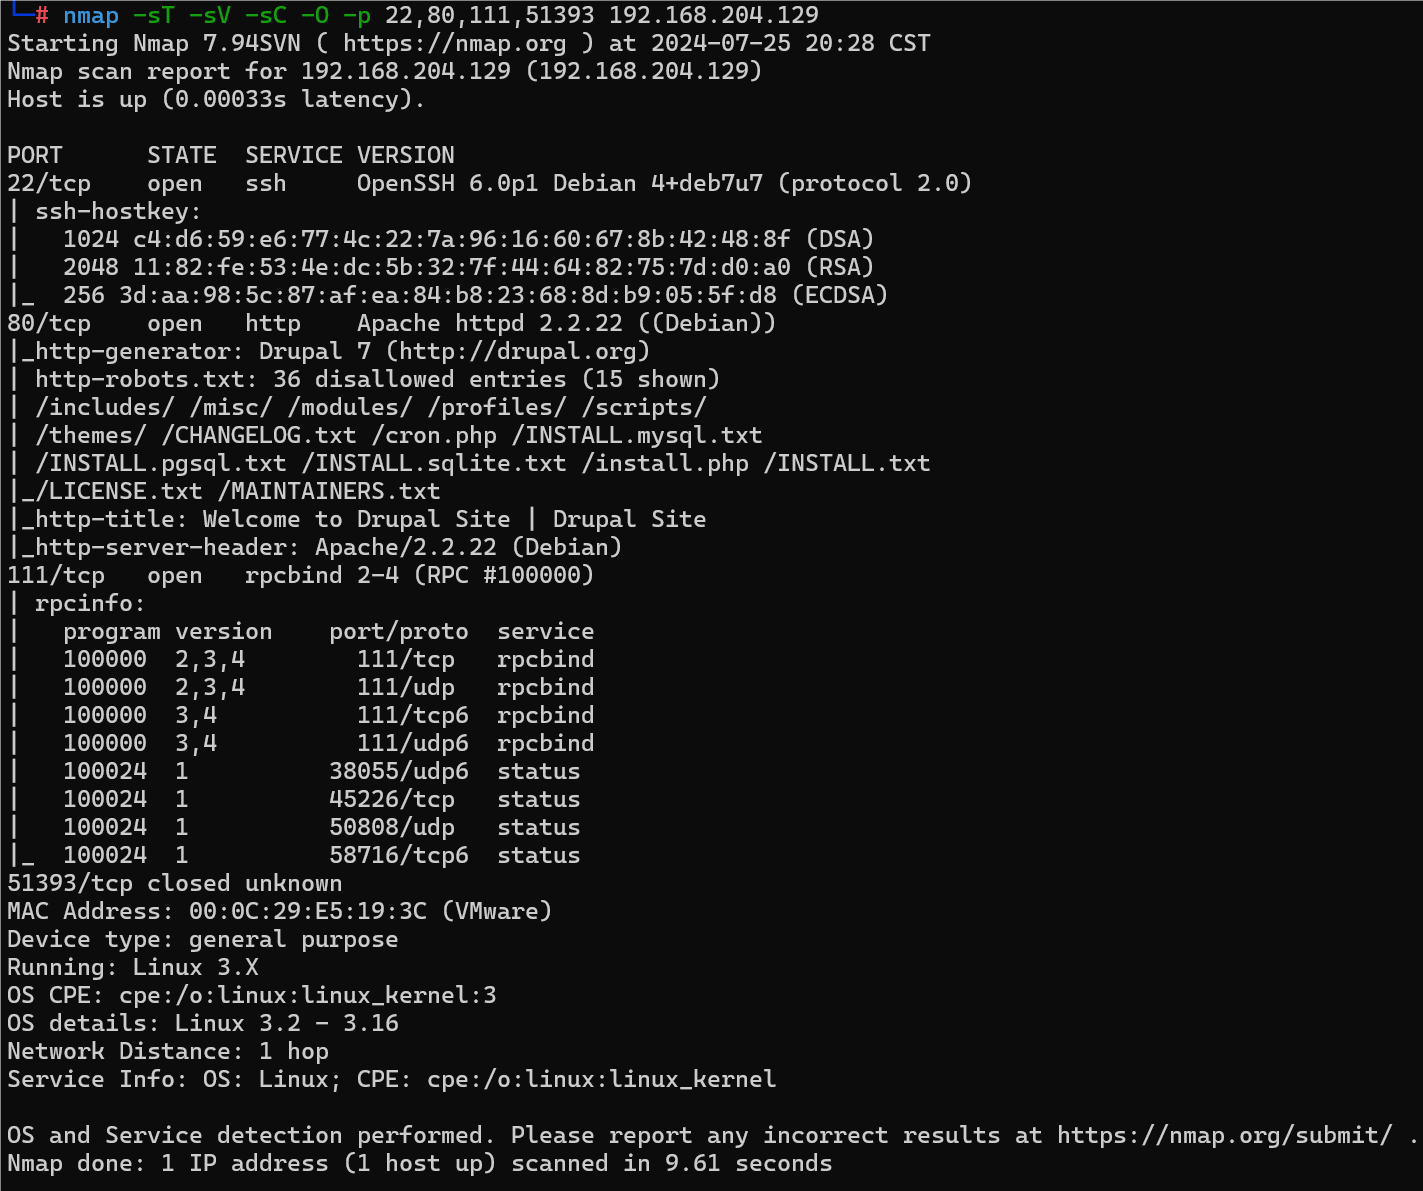 └─# nmap -sT -sV -sC -O -p 22,80,111,51393 192.168.204.129
Starting Nmap 7.94SVN ( https://nmap.org ) at 2024-07-25 20:28 CST
Nmap scan report for 192.168.204.129 (192.168.204.129)
Host is up (0.00033s latency).

PORT      STATE  SERVICE VERSION
22/tcp    open   ssh     OpenSSH 6.0p1 Debian 4+deb7u7 (protocol 2.0)
| ssh-hostkey:
|   1024 c4:d6:59:e6:77:4c:22:7a:96:16:60:67:8b:42:48:8f (DSA)
|   2048 11:82:fe:53:4e:dc:5b:32:7f:44:64:82:75:7d:d0:a0 (RSA)
|_  256 3d:aa:98:5c:87:af:ea:84:b8:23:68:8d:b9:05:5f:d8 (ECDSA)
80/tcp    open   http    Apache httpd 2.2.22 ((Debian))
|_http-generator: Drupal 7 (http://drupal.org)
| http-robots.txt: 36 disallowed entries (15 shown)
| /includes/ /misc/ /modules/ /profiles/ /scripts/
| /themes/ /CHANGELOG.txt /cron.php /INSTALL.mysql.txt
| /INSTALL.pgsql.txt /INSTALL.sqlite.txt /install.php /INSTALL.txt
|_/LICENSE.txt /MAINTAINERS.txt
|_http-title: Welcome to Drupal Site | Drupal Site
|_http-server-header: Apache/2.2.22 (Debian)
111/tcp   open   rpcbind 2-4 (RPC #100000)
| rpcinfo:
|   program version    port/proto  service
|   100000  2,3,4        111/tcp   rpcbind
|   100000  2,3,4        111/udp   rpcbind
|   100000  3,4          111/tcp6  rpcbind
|   100000  3,4          111/udp6  rpcbind
|   100024  1          38055/udp6  status
|   100024  1          45226/tcp   status
|   100024  1          50808/udp   status
|_  100024  1          58716/tcp6  status
51393/tcp closed unknown
MAC Address: 00:0C:29:E5:19:3C (VMware)
Device type: general purpose
Running: Linux 3.X
OS CPE: cpe:/o:linux:linux_kernel:3
OS details: Linux 3.2 - 3.16
Network Distance: 1 hop
Service Info: OS: Linux; CPE: cpe:/o:linux:linux_kernel

OS and Service detection performed. Please report any incorrect results at https://nmap.org/submit/ .
Nmap done: 1 IP address (1 host up) scanned in 9.61 seconds